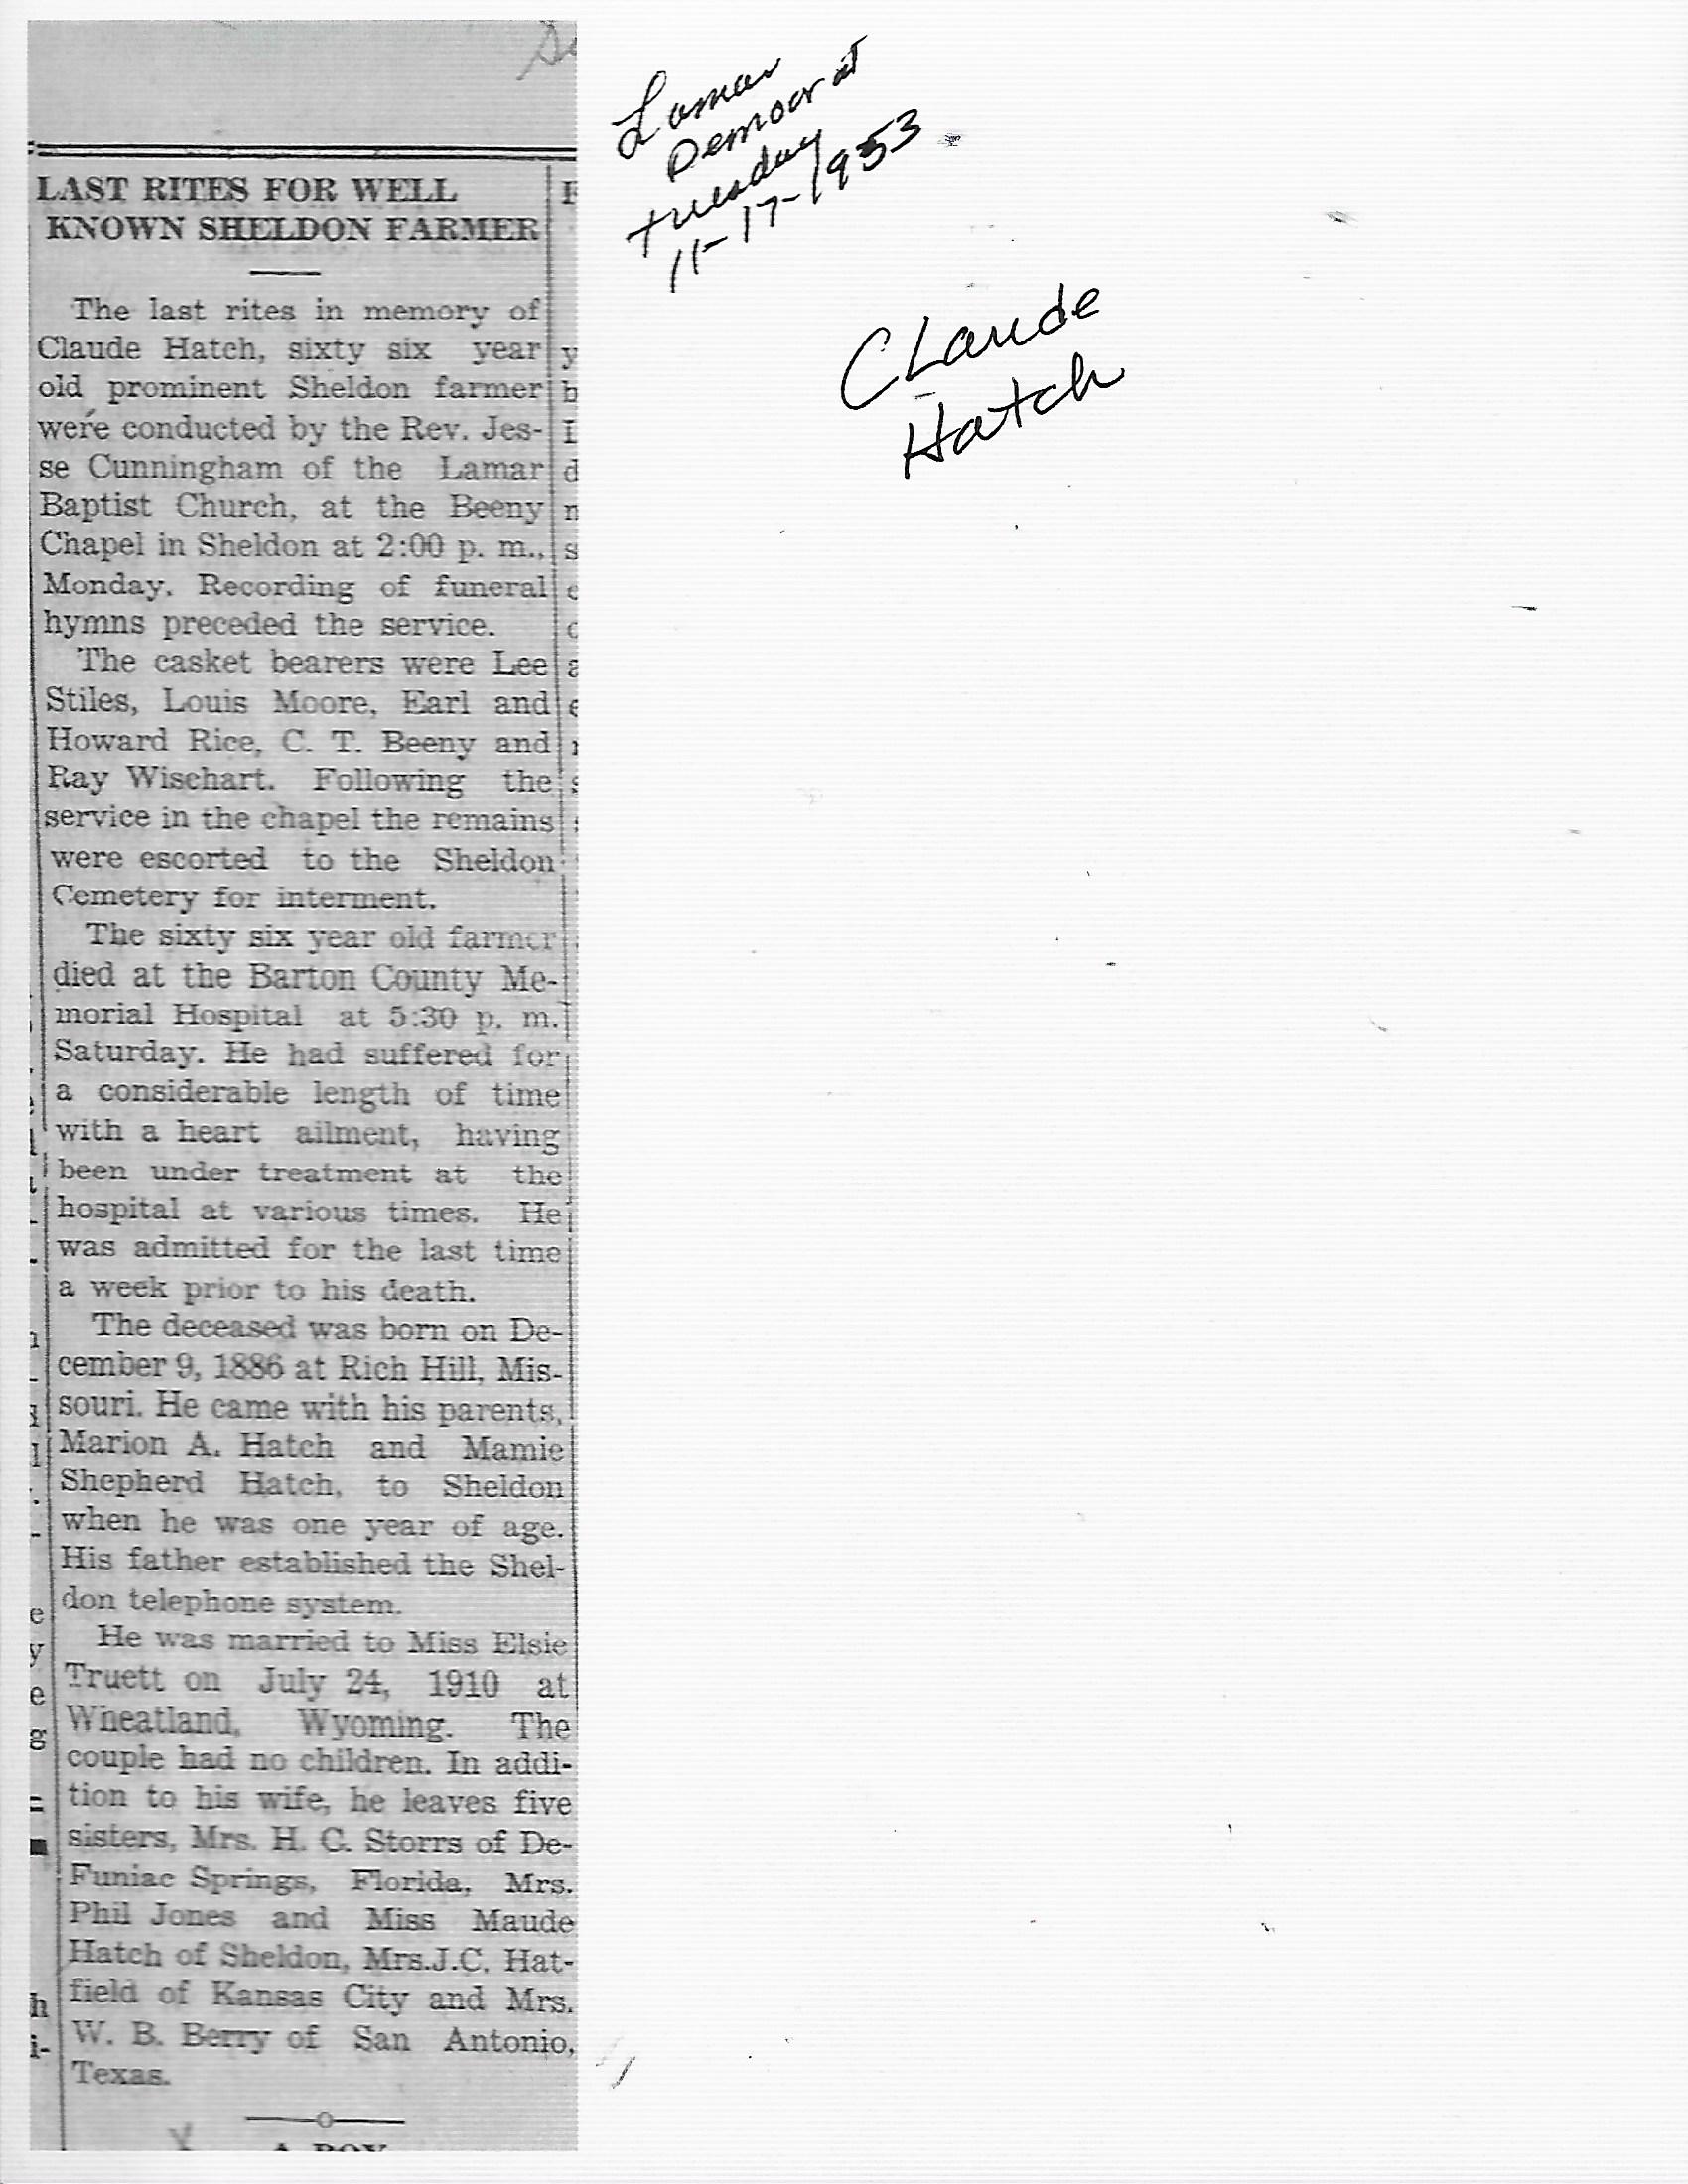 Lamar
Democrat
tuesday
11-17-1953
CLaude
Hatch
LAST RITES FOR WELL
KNOWN SHELDON FARMER
The last rites in memory of
Claude Hatch, sixty six year
old prominent Sheldon farmer
were conducted by the Rev. Jes-
se Cunningham of the Lamar
Baptist Church, at the Beeny
Chapel in Sheldon at 2:00 p. m.,
Monday. Recording of funeral
hymns preceded the service.
The casket bearers were Lee
Stiles, Louis Moore, Earl and
Howard Rice, C. T. Beeny and
Ray Wischart. Following the
service in the chapel the remains
were escorted to the Sheldon
Cemetery for interment.
The sixty six year old farmer
died at the Barton County Me-
morial Hospital at 5:30 p. m.
Saturday. He had suffered for
a considerable length of time
with a heart ailment, having
been under treatment at the
hospital at various times. He
was admitted for the last time
a week prior to his death.
The deceased was born on De-
cember 9, 1886 at Rich Hill, Mis-
souri. He came with his parents,
Marion A. Hatch and Mamie
Shepherd Hatch, to Sheldon
when he was one year of age.
His father established the Shel-
don telephone system.
He was married to Miss Elsie
Truett on July 24, 1910 at
Wheatland, Wyoming. The
couple had no children. In addi-
tion to his wife, he leaves five
sisters, Mrs. H. C. Storrs of De-
Funiac Springs, Florida, Mrs.
Phil Jones and Miss Maude
Hatch of Sheldon, Mrs.J.C. Hat-
field of Kansas City and Mrs.
W. B. Berry of San Antonio,
Texas.